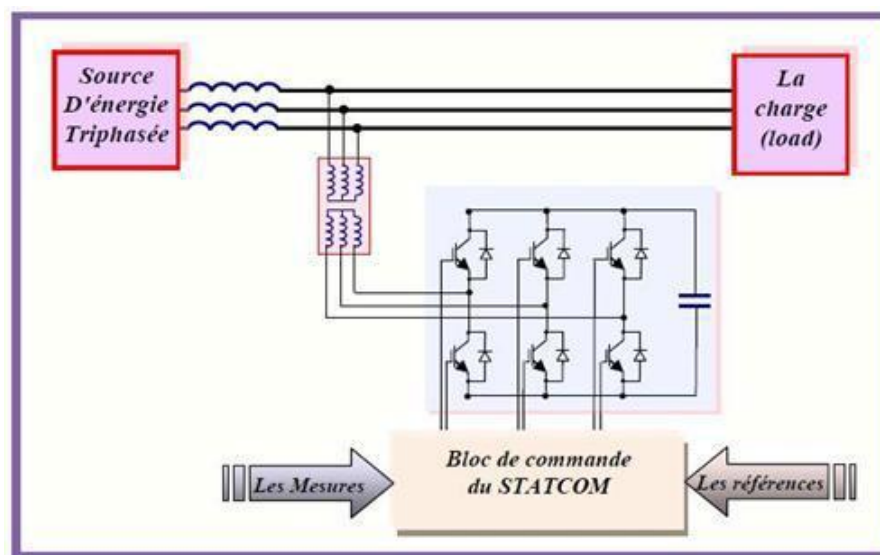 Source
D'énergie
Triphasée
La
charge
(load)
Bloc de commande
du STATCOM
Les Mesures
Les références